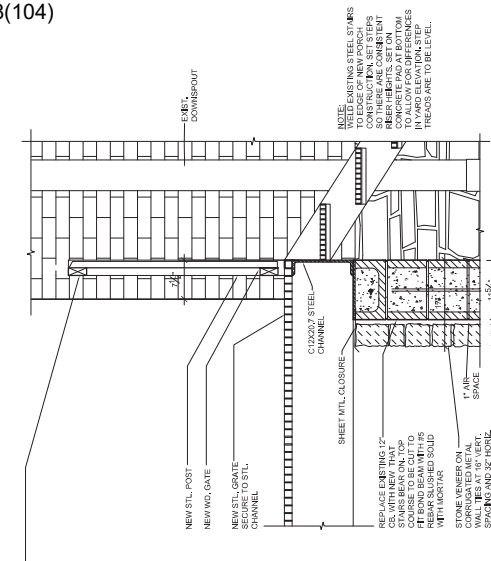 3(104)
EXIST.
DOWNSPOUT
NOTE:
WELD EXISTING STEEL STAIRS
TO EDGE OF NEW PORCH
CONSTRUCTION. SET STEPS
SO THERE ARE CONSISTENT
RISER HEIGHTS. SET ON
CONCRETE PAD AT BOTTOM
TO ALLOW FOR DIFFERENCES
IN YARD ELEVATION. STEP
TREADS ARE TO BE LEVEL.
NEW STL. POST
NEW WD. GATE
NEW STL. GRATE
SECURE TO STL.
CHANNEL
C12X20.7 STEEL
CHANNEL
SHEET MTL. CLOSURE
REPLACE EXISTING 12"
CB. WITH NEW THAT
STAIRS BEAR ON. TOP
COURSE TO BE CUT TO
FIT BOND BEAM WITH #5
REBAR SLUSHED SOLID
WITH MORTAR
STONE VENEER ON
CORRUGATED METAL
WALL TIES AT 16" VERT.
SPACING AND 32" HORIZ.
1" AIR
SPACE